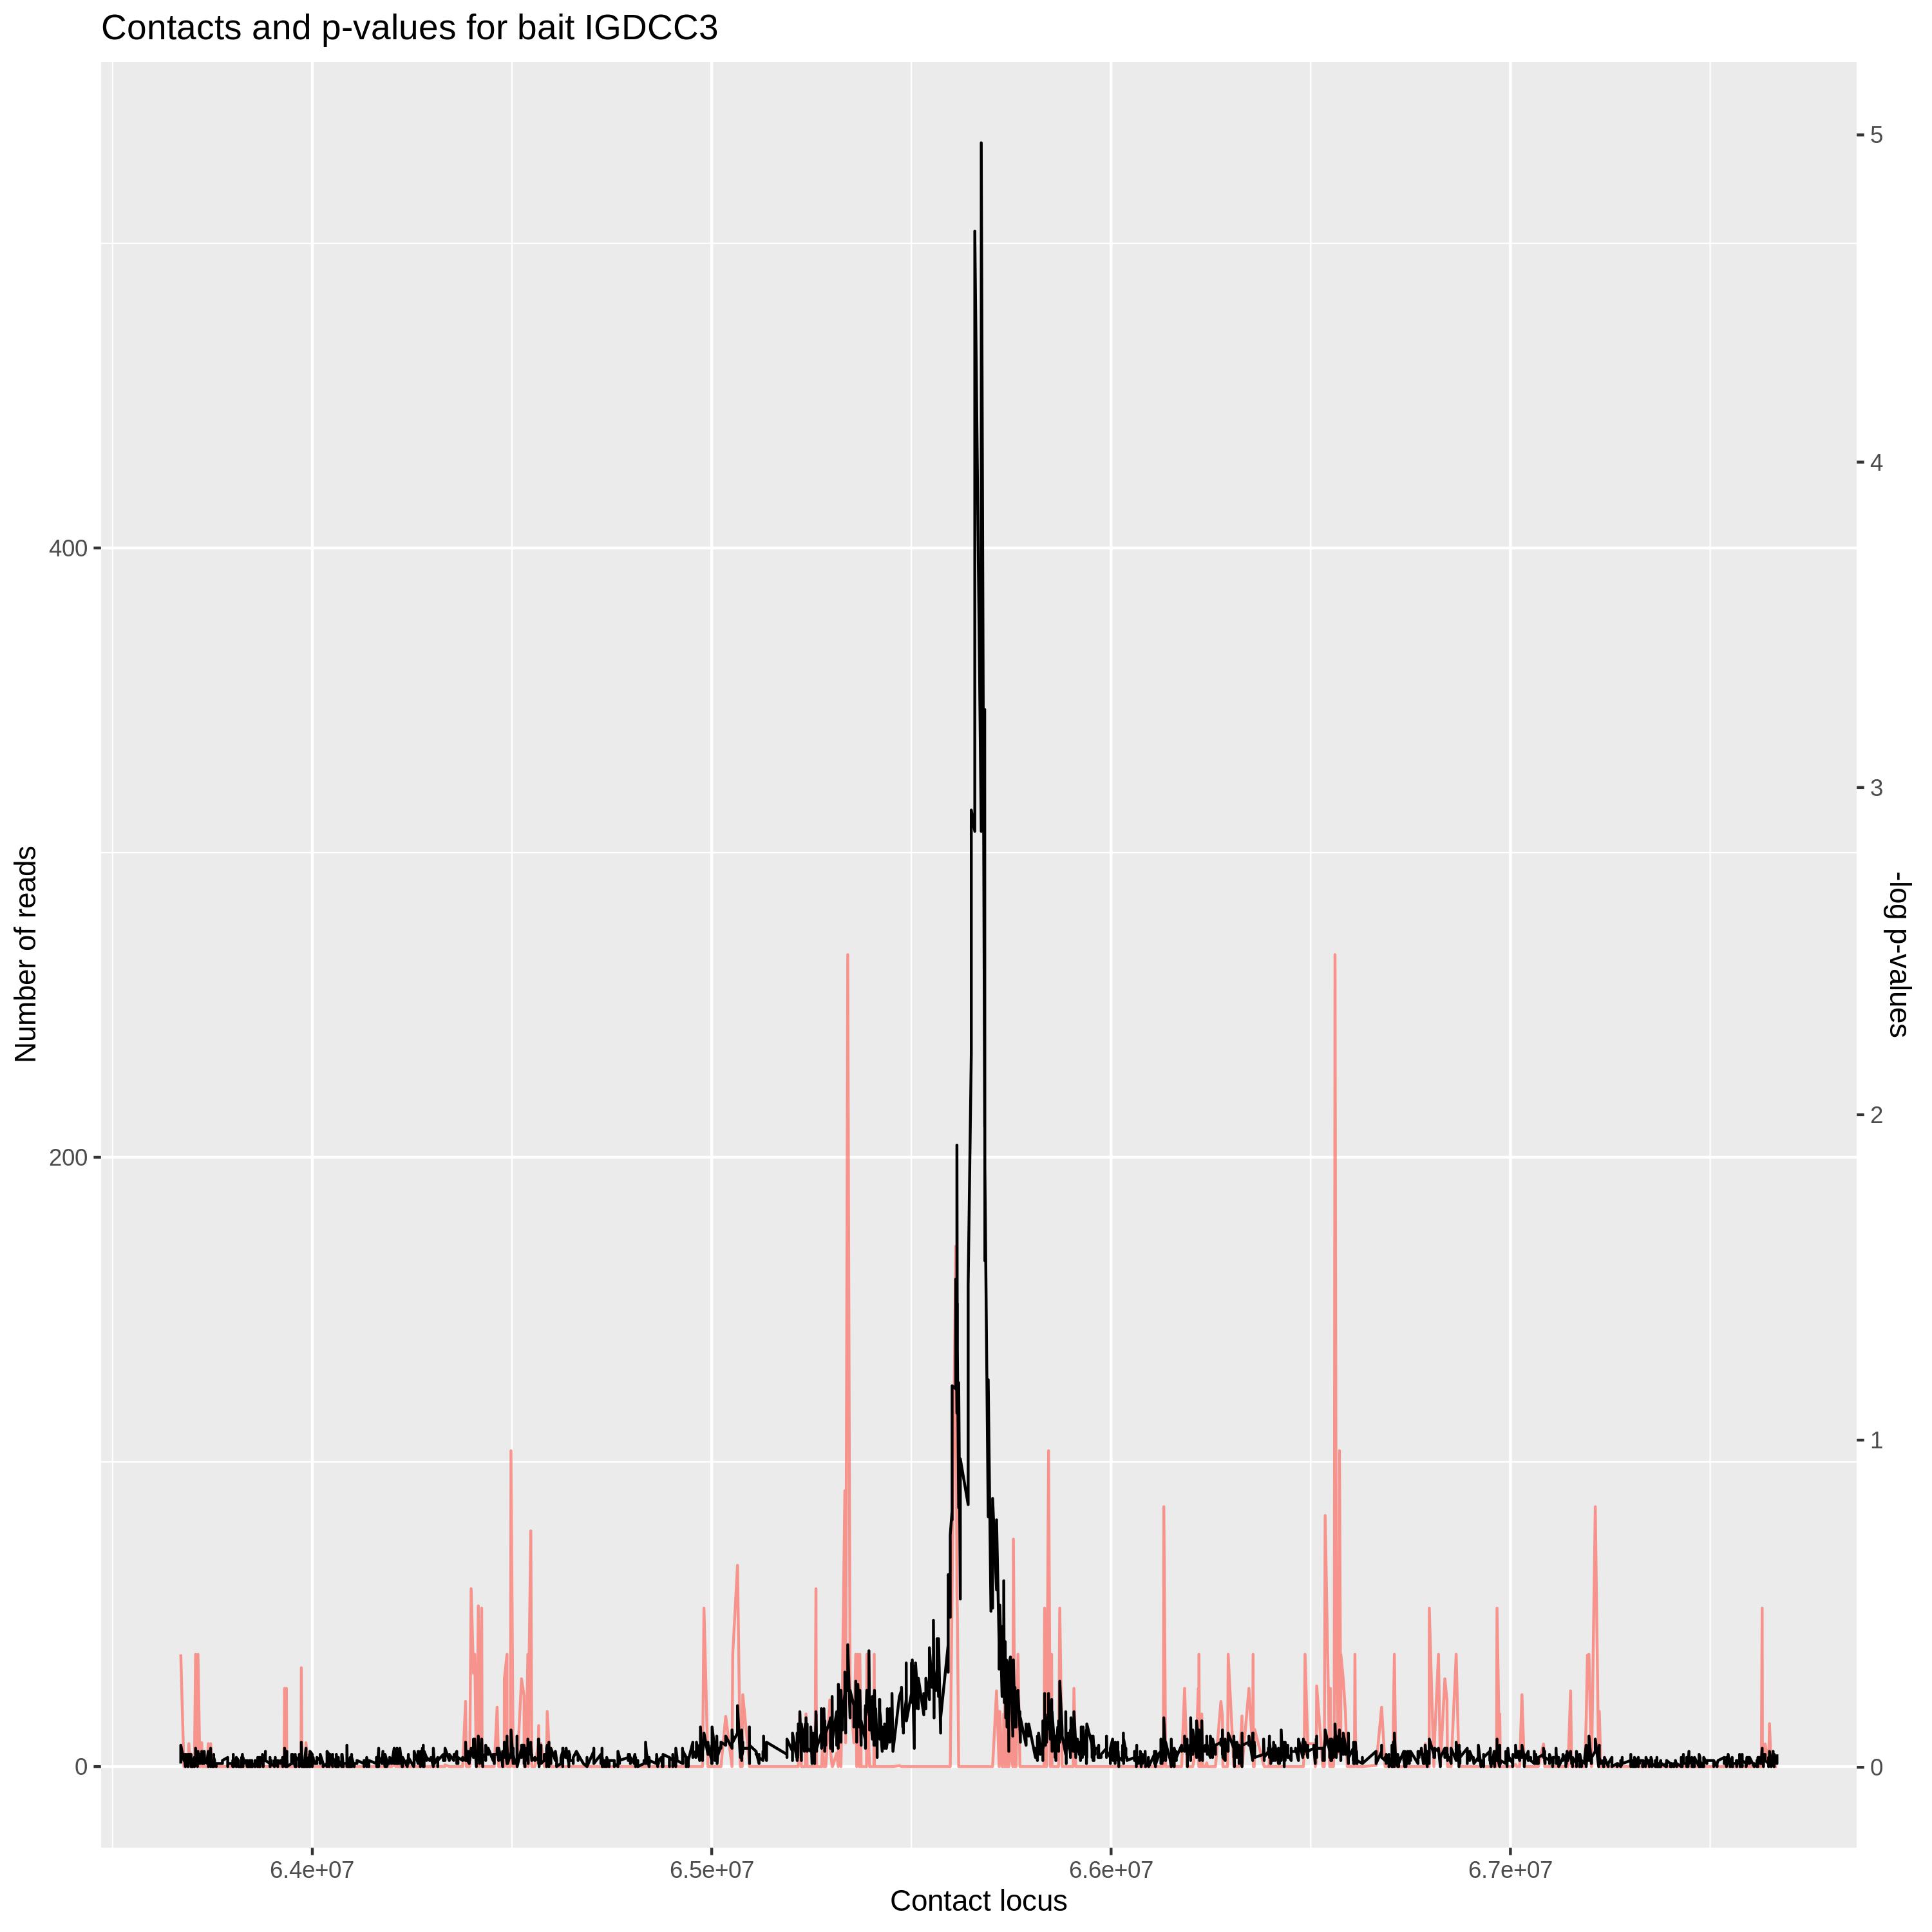 Contacts and p-values for bait IGDCC3
Number of reads
400
200
0
5
4
3
2
1
0
-log p-values
6.4e+07
6.5e+07
6.6e+07
6.7e+07
Contact locus